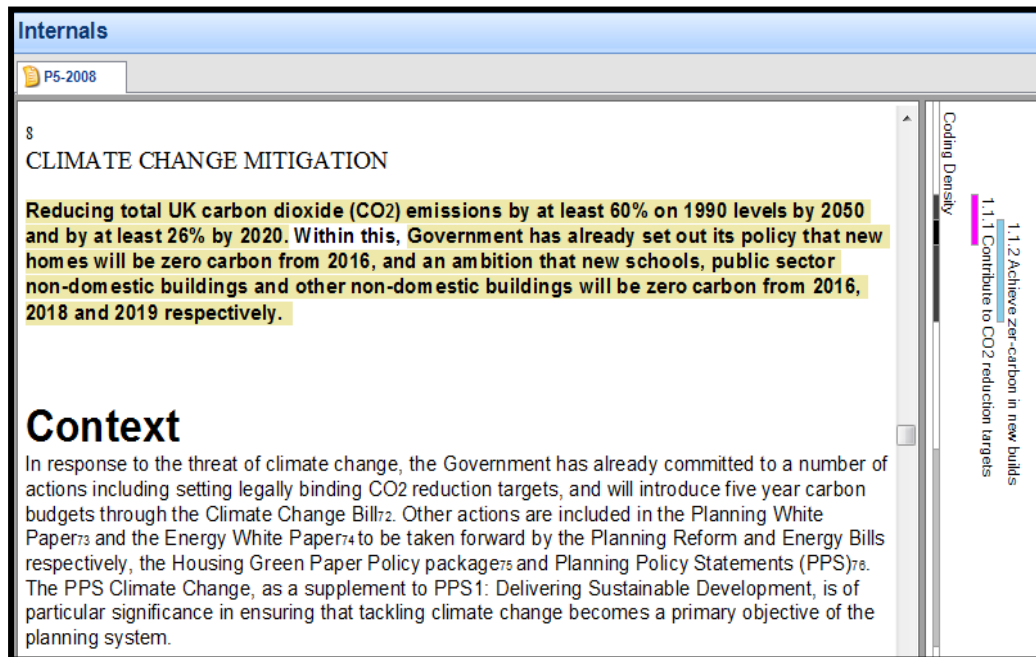 Internals
P5-2008
8
CLIMATE CHANGE MITIGATION
Reducing total UK carbon dioxide (CO2) emissions by at least 60% on 1990 levels by 2050
and by at least 26% by 2020. Within this, Government has already set out its policy that new
homes will be zero carbon from 2016, and an ambition that new schools, public sector
non-domestic buildings and other non-domestic buildings will be zero carbon from 2016,
2018 and 2019 respectively.
Context
In response to the threat of climate change, the Government has already committed to a number of
actions including setting legally binding CO2 reduction targets, and will introduce five year carbon
budgets through the Climate Change Bill72. Other actions are included in the Planning White
Paper73 and the Energy White Paper74 to be taken forward by the Planning Reform and Energy Bills
respectively, the Housing Green Paper Policy package75 and Planning Policy Statements (PPS)76.
The PPS Climate Change, as a supplement to PPS1: Delivering Sustainable Development, is of
particular significance in ensuring that tackling climate change becomes a primary objective of the
planning system.
Coding Density
1.1.1 Contribute to CO2 reduction targets
1.1.2 Achieve zer-carbon in new builds